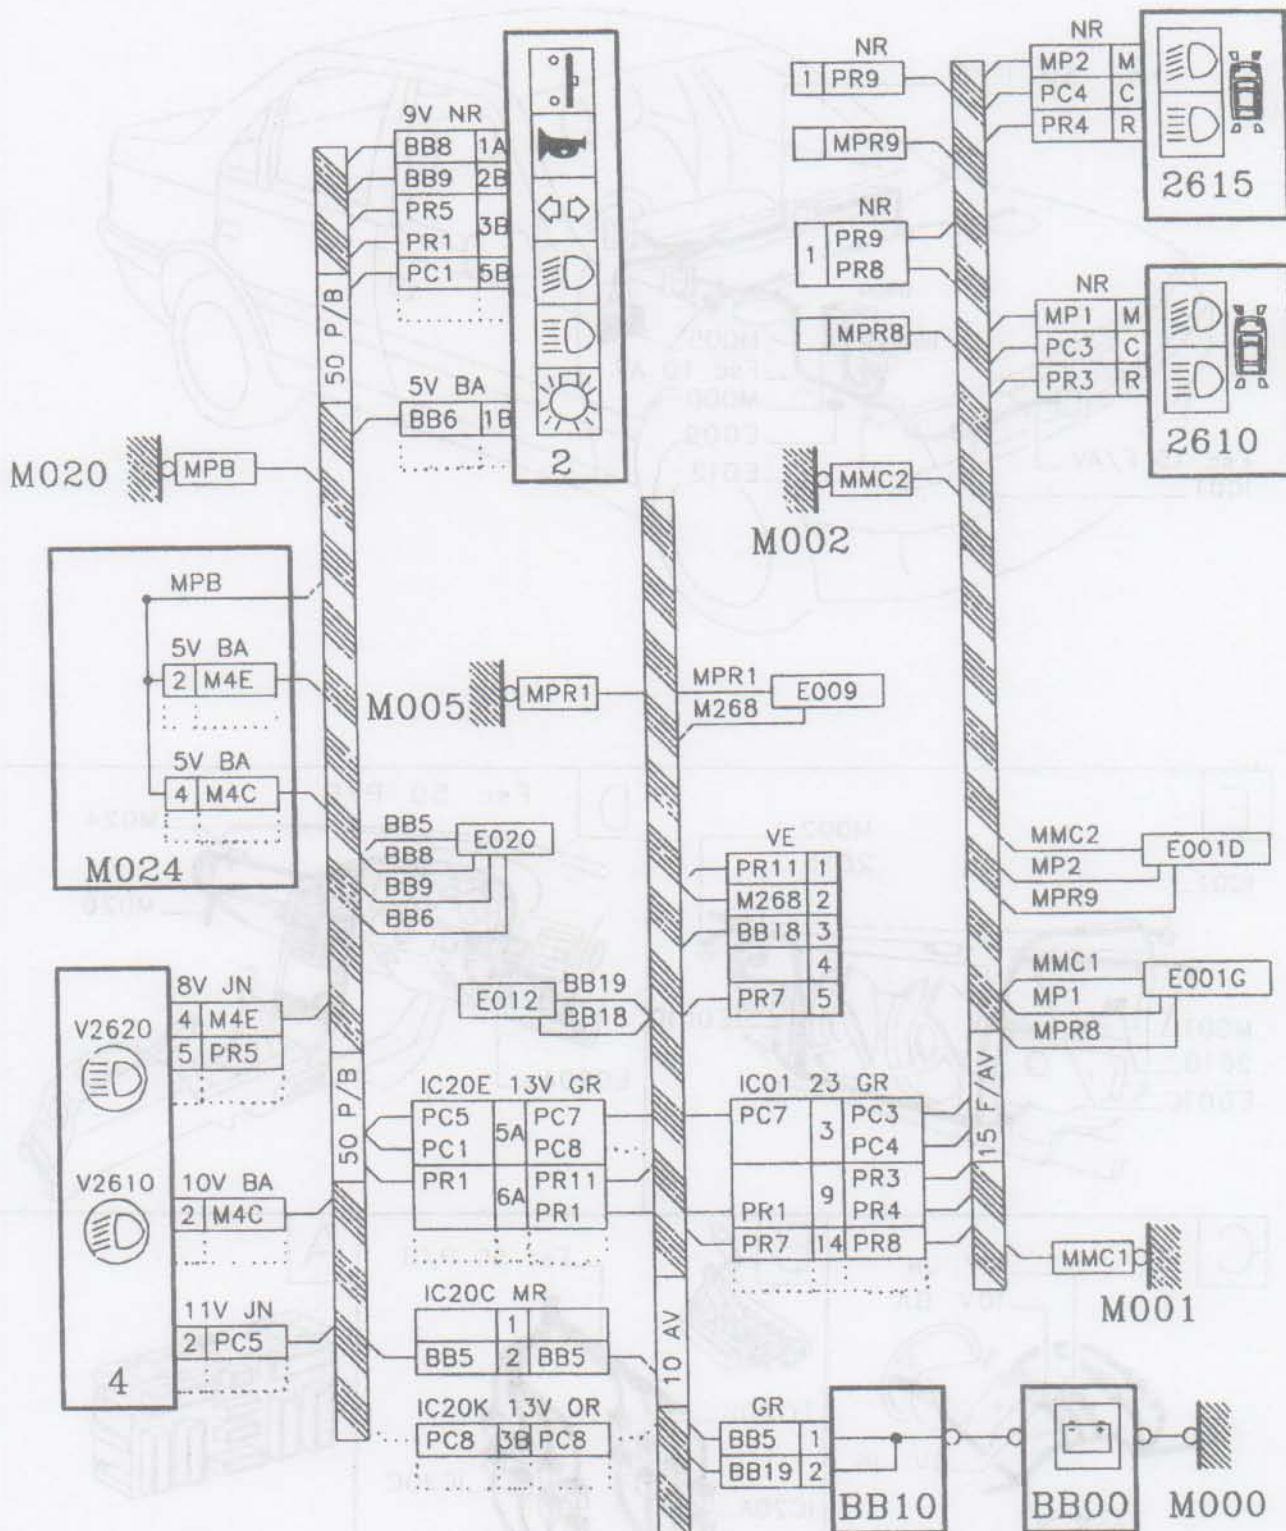 NR
1 PR9
MPR9
NR
1 PR9
PR8
MPR8
NR
MP2 M
PC4 C
PR4 R
2615
NR
MP1 M
PC3 C
PR3 R
2610
9V NR
BB8 1A
BB9 2B
PR5
3B
PR1
PC1 5B
5V BA
BB6 1B
2
50 P/B
M020
MPB
MMC2
M002
MPB
5V BA
2 M4E
5V BA
4 M4C
M024
M005
MPR1
MPR1
M268
E009
BB5
BB8
BB9
BB6
E020
VE
PR11 1
M268 2
BB18 3
4
PR7 5
E012
BB19
BB18
MMC2
MP2
MPR9
E001D
MMC1
MP1
MPR8
E001G
8V JN
V2620
4 M4E
5 PR5
V2610
10V BA
2 M4C
11V JN
2 PC5
4
50 P/B
IC20E 13V GR
PC5 5A PC7
PC1 PC8
PR1 6A PR11
PR1
IC01 23 GR
PC7 3 PC3
PC4
9 PR3
PR1 PR4
PR7 14 PR8
15 F/AV
MMC1
M001
IC20C MR
1
BB5 2 BB5
IC20K 13V OR
PC8 3B PC8
10 AV
GR
BB5 1
BB19 2
BB10
BB00
- +
M000